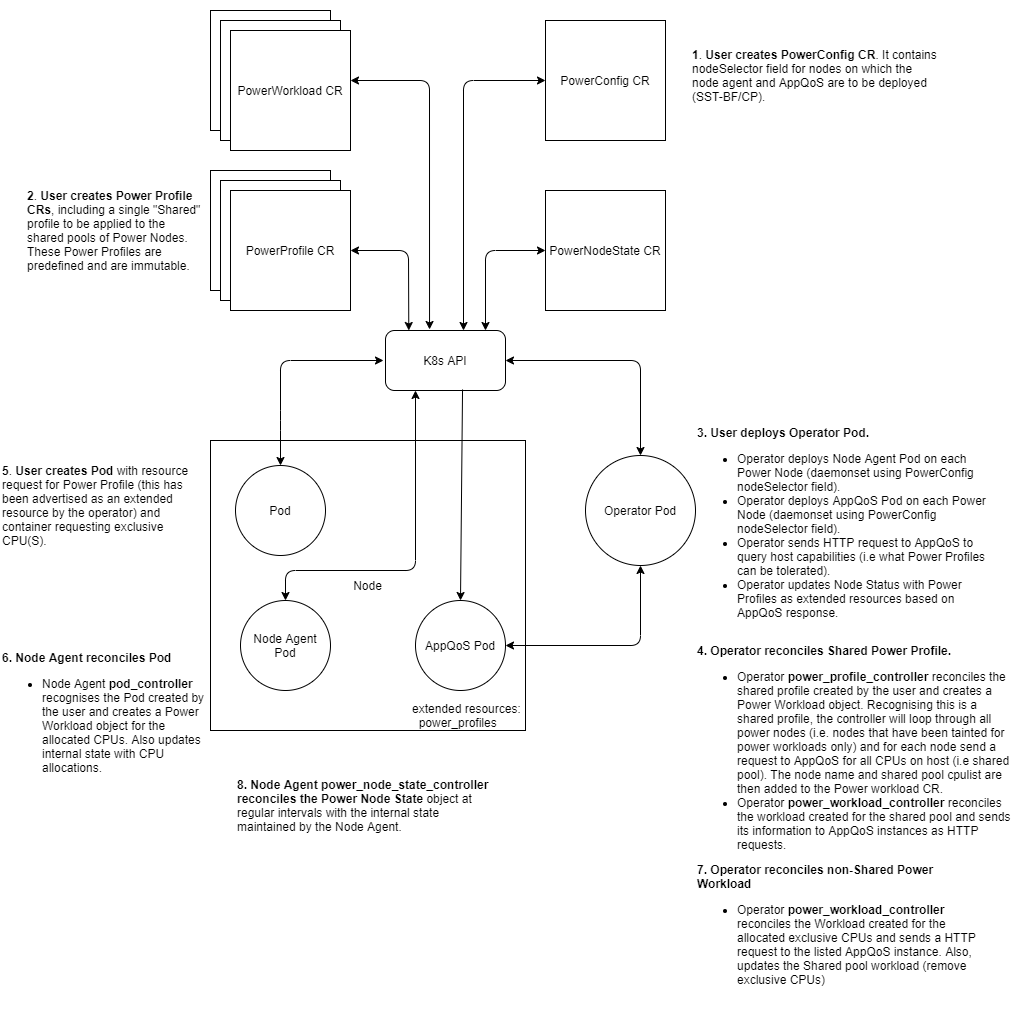 PowerWorkload CR
PowerConfig CR
1. User creates PowerConfig CR. It contains
nodeSelector field for nodes on which the
node agent and AppQoS are to be deployed
(SST-BF/CP).
2. User creates Power Profile
CRs, including a single "Shared"
profile to be applied to the
shared pools of Power Nodes.
These Power Profiles are
predefined and are immutable.
PowerProfile CR
PowerNodeState CR
K8s API
3. User deploys Operator Pod.
• Operator deploys Node Agent Pod on each
Power Node (daemonset using PowerConfig
nodeSelector field).
• Operator deploys AppQoS Pod on each Power
Node (daemonset using PowerConfig
nodeSelector field).
• Operator sends HTTP request to AppQoS to
query host capabilities (i.e what Power Profiles
can be tolerated).
• Operator updates Node Status with Power
Profiles as extended resources based on
AppQoS response.
5. User creates Pod with resource
request for Power Profile (this has
been advertised as an extended
resource by the operator) and
container requesting exclusive
CPU(S).
Pod
Operator Pod
Node
Node Agent
Pod
AppQoS Pod
extended resources:
power_profiles
4. Operator reconciles Shared Power Profile.
• Operator power_profile_controller reconciles the
shared profile created by the user and creates a
Power Workload object. Recognising this is a
shared profile, the controller will loop through all
power nodes (i.e. nodes that have been tainted for
power workloads only) and for each node send a
request to AppQoS for all CPUs on host (i.e shared
pool). The node name and shared pool cpulist are
then added to the Power workload CR.
• Operator power_workload_controller reconciles
the workload created for the shared pool and sends
its information to AppQoS instances as HTTP
requests.
6. Node Agent reconciles Pod
• Node Agent pod_controller
recognises the Pod created by
the user and creates a Power
Workload object for the
allocated CPUs. Also updates
internal state with CPU
allocations.
8. Node Agent power_node_state_controller
reconciles the Power Node State object at
regular intervals with the internal state
maintained by the Node Agent.
7. Operator reconciles non-Shared Power
Workload
• Operator power_workload_controller
reconciles the Workload created for the
allocated exclusive CPUs and sends a HTTP
request to the listed AppQoS instance. Also,
updates the Shared pool workload (remove
exclusive CPUs)